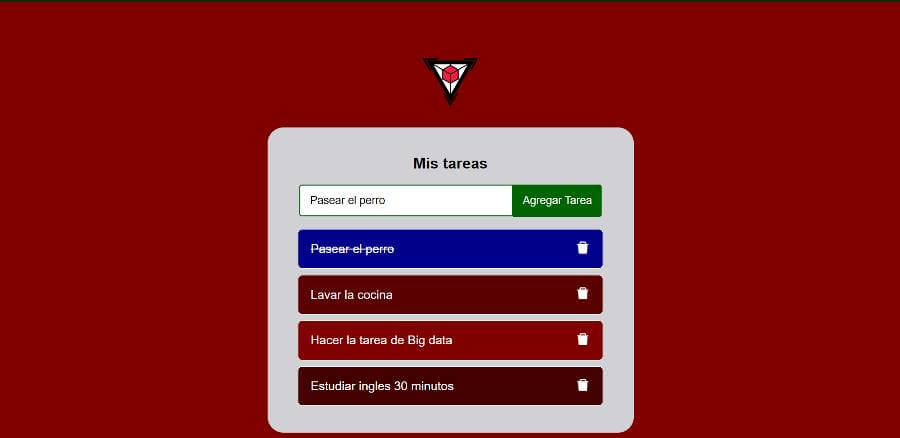 Mis tareas
Pasear el perro
Agregar Tarea
Pasear el perro
Lavar la cocina
Hacer la tarea de Big data
Estudiar ingles 30 minutos